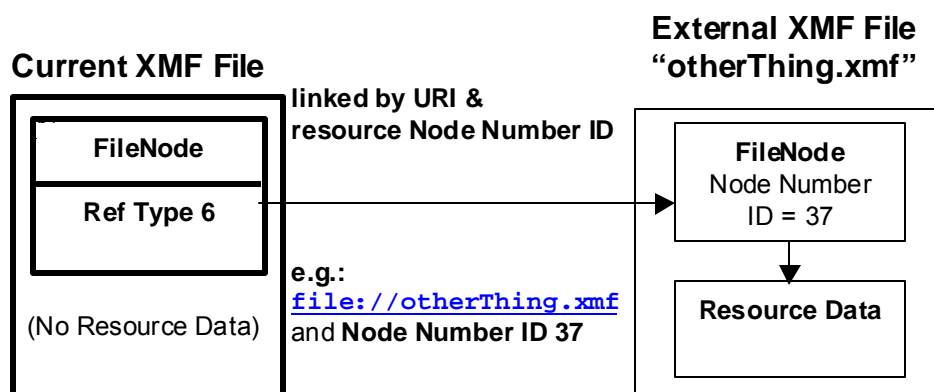 Current XMF File
FileNode
Ref Type 6
(No Resource Data)
linked by URI &
resource Node Number ID
e.g.:
file://otherThing.xmf
and Node Number ID 37
External XMF File
“otherThing.xmf”
FileNode
Node Number
ID = 37
Resource Data